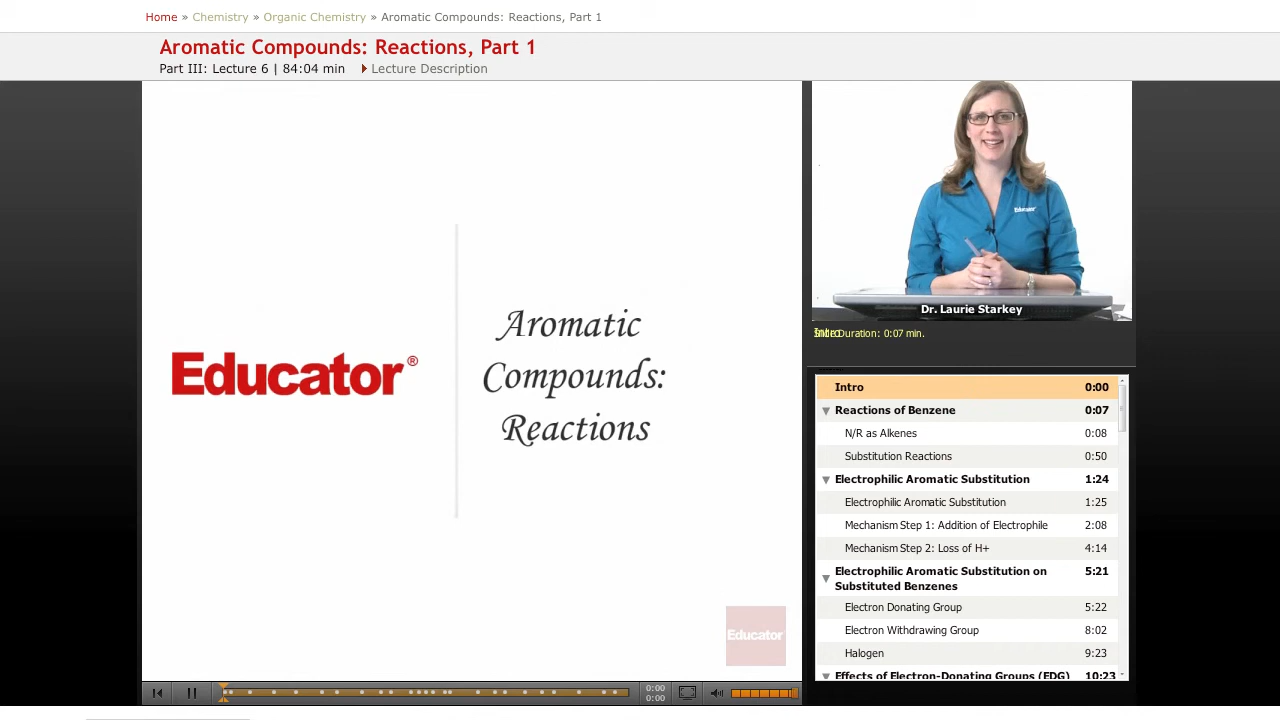 Home » Chemistry » Organic Chemistry » Aromatic Compounds: Reactions, Part 1
Aromatic Compounds: Reactions, Part 1
Part III: Lecture 6 | 84:04 min Lecture Description
Educator®
Aromatic
Compounds:
Reactions
Educator
Educator
Dr. Laurie Starkey
Duration: 0:07 min.
Intro 0:00
Reactions of Benzene 0:07
N/R as Alkenes 0:08
Substitution Reactions 0:50
Electrophilic Aromatic Substitution 1:24
Electrophilic Aromatic Substitution 1:25
Mechanism Step 1: Addition of Electrophile 2:08
Mechanism Step 2: Loss of H+ 4:14
Electrophilic Aromatic Substitution on 5:21
Substituted Benzenes
Electron Donating Group 5:22
Electron Withdrawing Group 8:02
Halogen 9:23
Effects of Electron-Donating Groups (EDG) 10:23
0:00
0:00